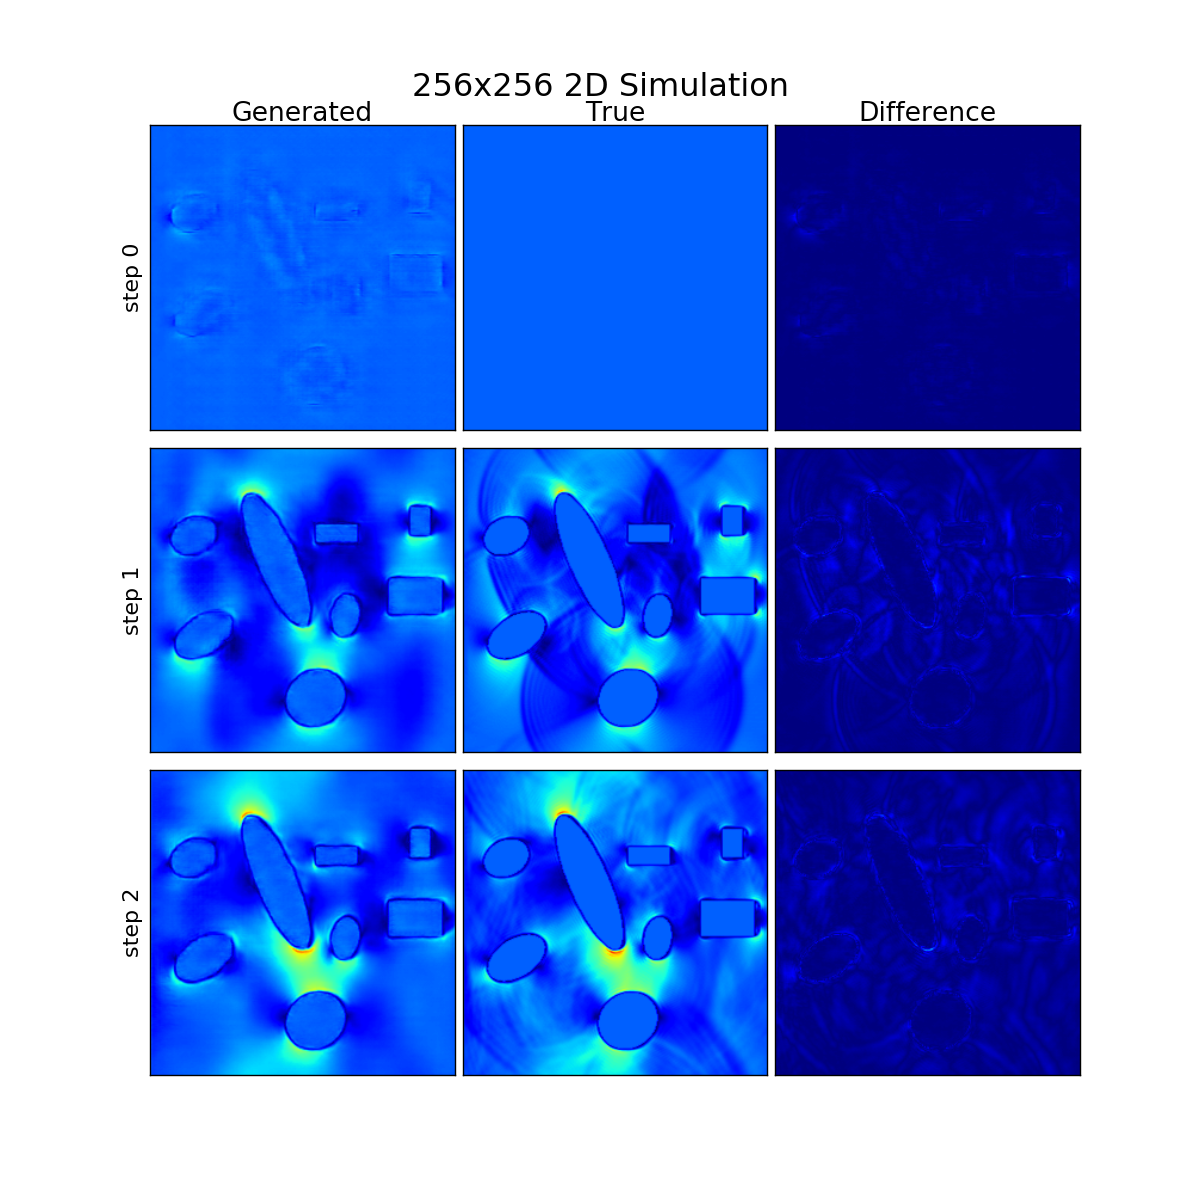 256x256 2D Simulation
Generated True Difference
step 0
step 1
step 2